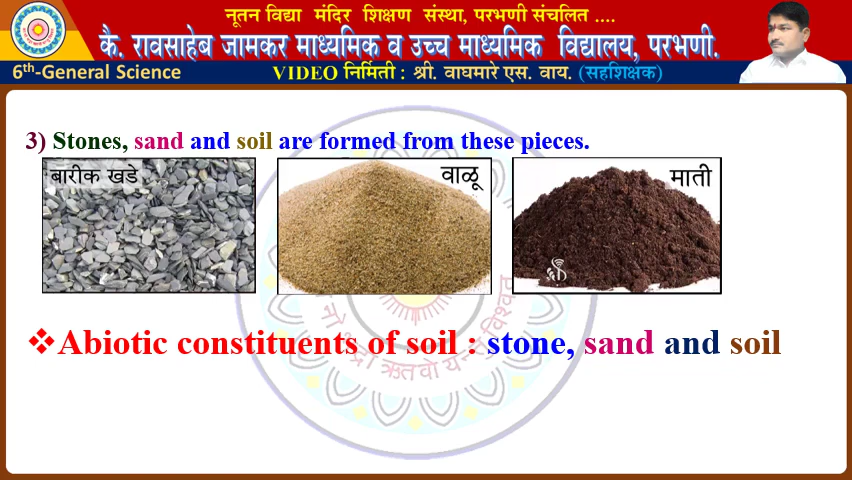 नूतन विद्या मंदिर शिक्षण संस्था, परभणी संचलित ....
कै. रावसाहेब जामकर माध्यमिक व उच्च माध्यमिक विद्यालय, परभणी.
6th-General Science
VIDEO निर्मिती : श्री. वाघमारे एस. वाय. (सहशिक्षक)
3) Stones, sand and soil are formed from these pieces.
बारीक खडे
वाळू
माती
❖Abiotic constituents of soil : stone, sand and soil